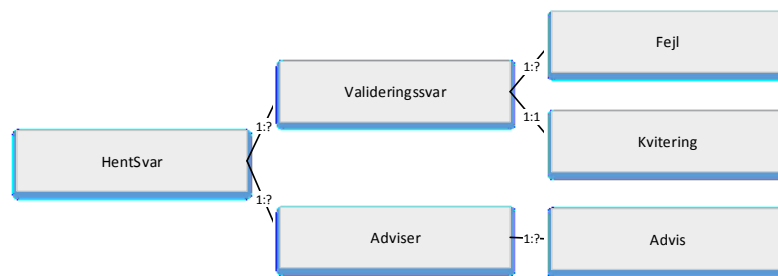 Fejl
1:?
Valideringssvar
1:1
Kvitering
1:?
HentSvar
1:?
Adviser
1:?
Advis